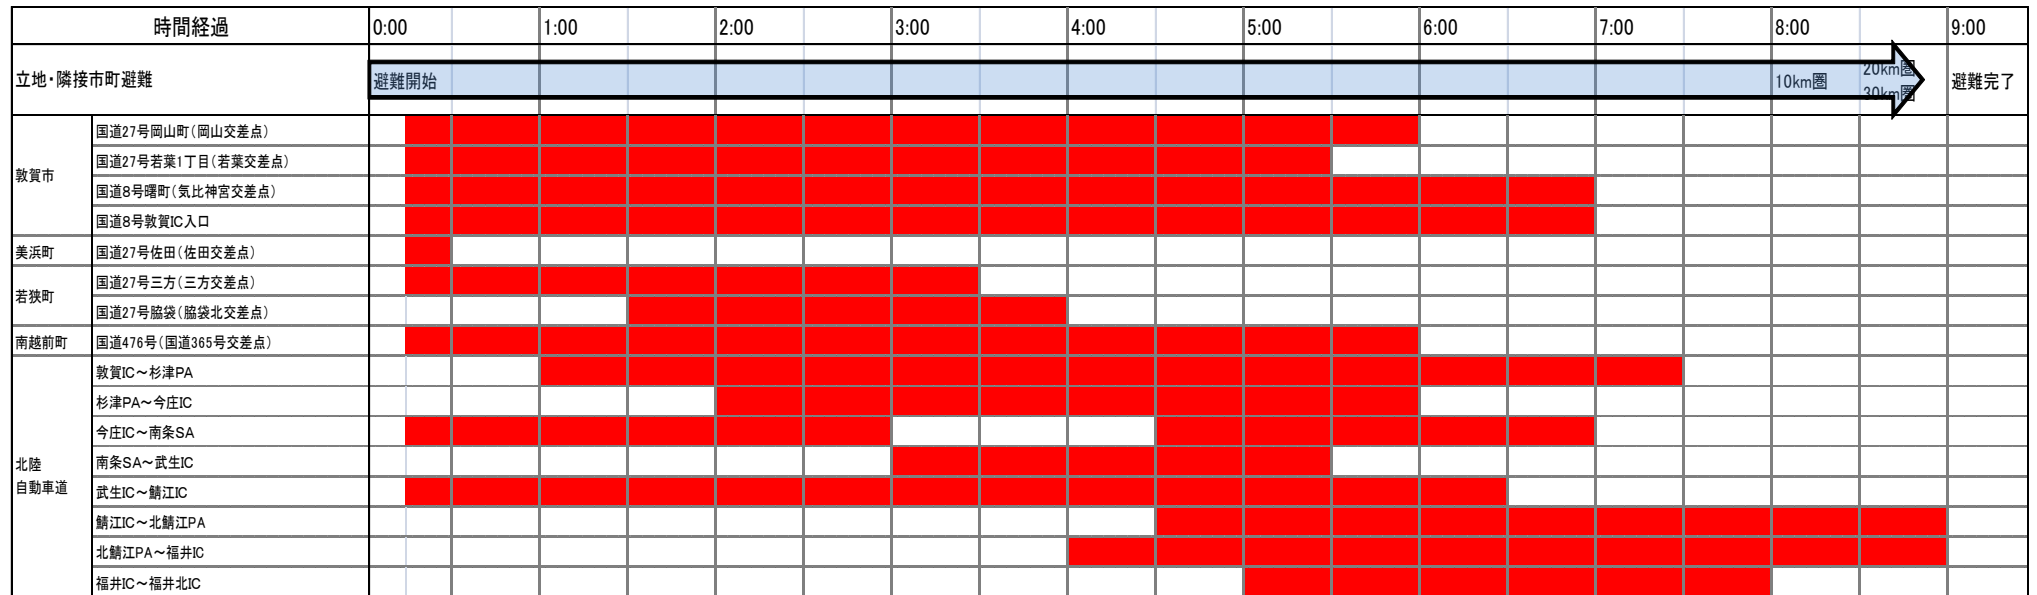 時間経過 0:00 1:00 2:00 3:00 4:00 5:00 6:00 7:00 8:00 9:00
立地・隣接市町避難 避難開始 10km圏 20km圏 30km圏 避難完了
敦賀市 国道27号岡山町(岡山交差点)
国道27号若葉1丁目(若葉交差点)
国道8号曙町(気比神宮交差点)
国道8号敦賀IC入口
美浜町 国道27号佐田(佐田交差点)
若狭町 国道27号三方(三方交差点)
国道27号脇袋(脇袋北交差点)
南越前町 国道476号(国道365号交差点)
北陸
自動車道
敦賀IC～杉津PA
杉津PA～今庄IC
今庄IC～南条SA
南条SA～武生IC
武生IC～鯖江IC
鯖江IC～北鯖江PA
北鯖江PA～福井IC
福井IC～福井北IC